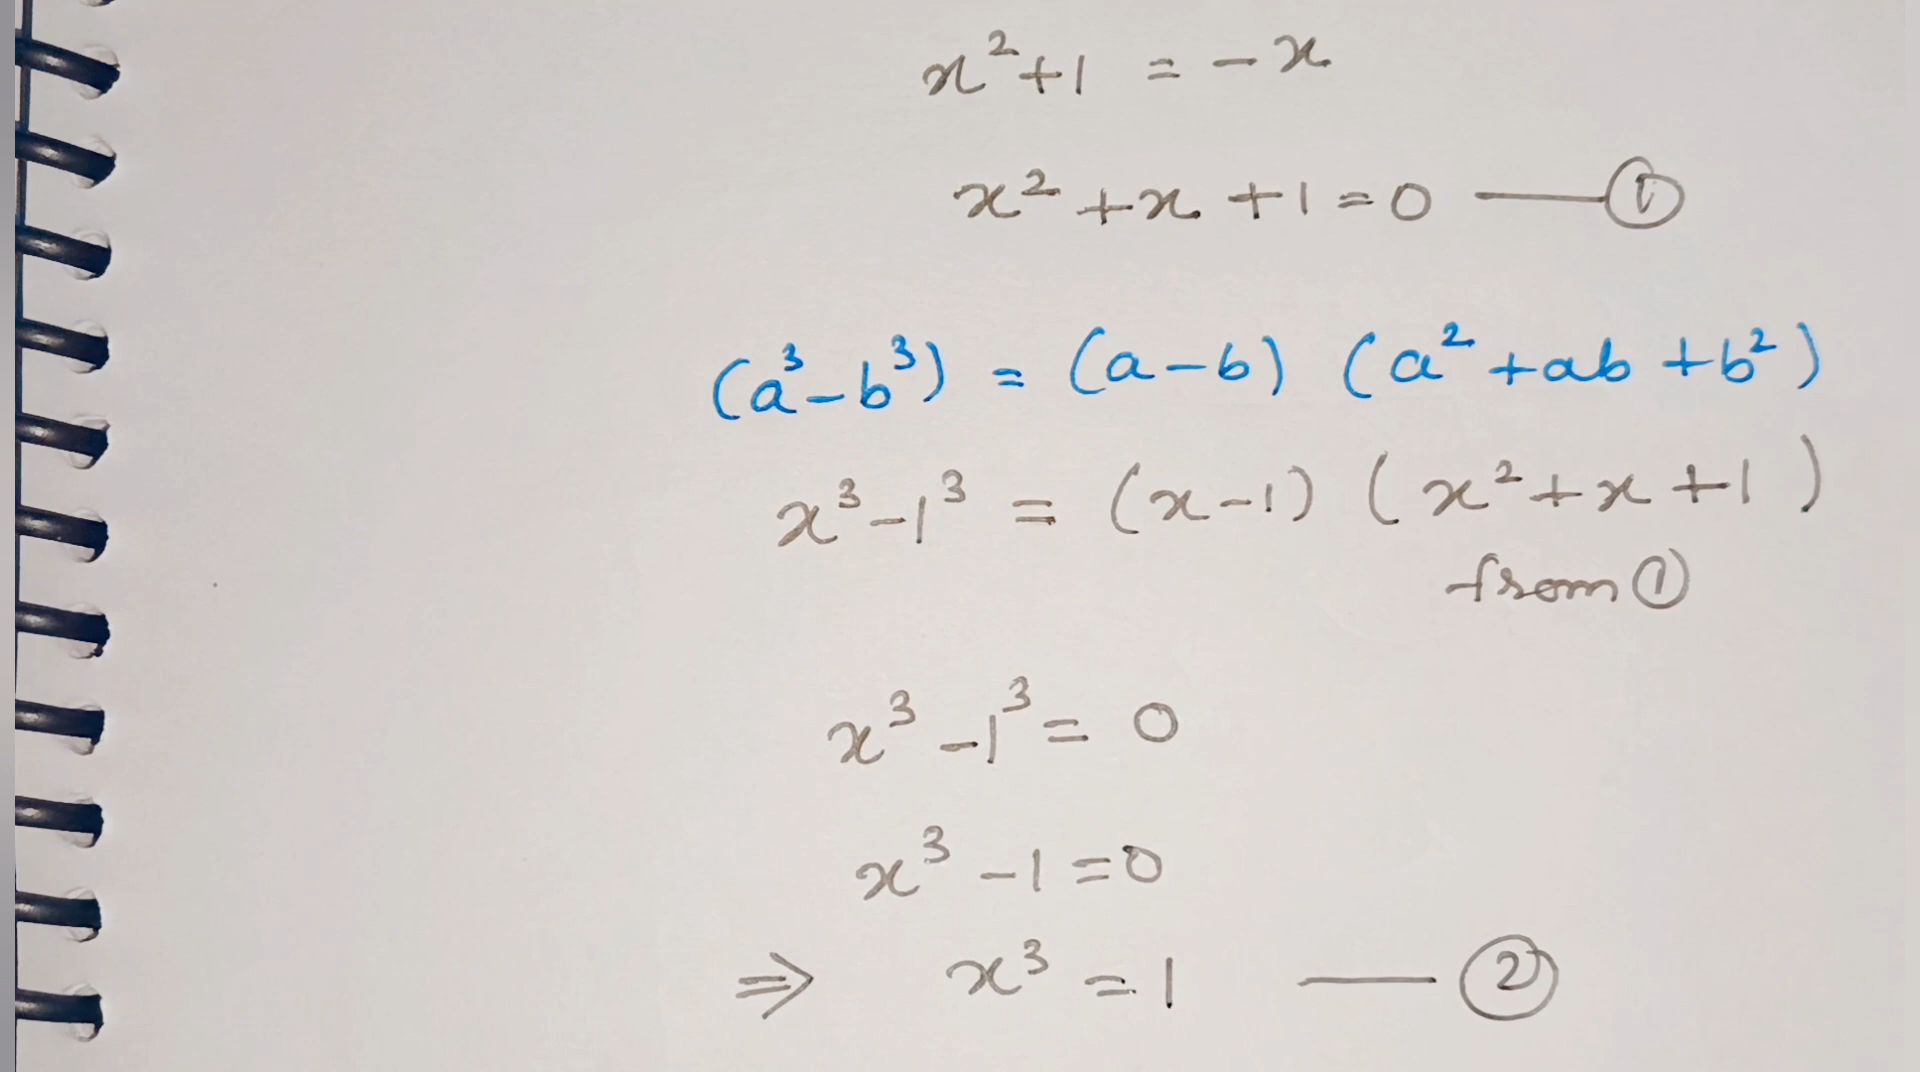 x²+1 = -x
x² + x + 1 = 0 —— ①
(a³-b³) = (a-b) (a² + ab + b²)
x³-1³ = (x-1) (x² + x + 1)
from ①
x³ - 1³ = 0
x³ - 1 = 0
⇒ x³ = 1 —— ②